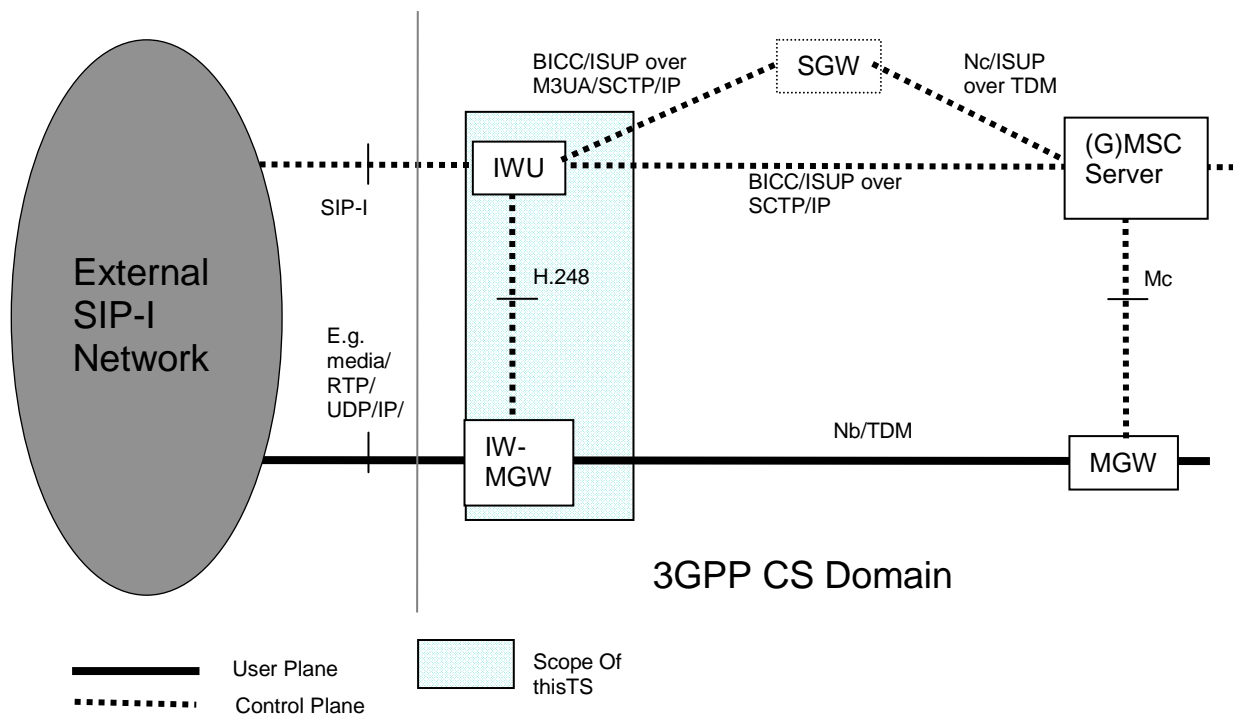 BICC/ISUP over
M3UA/SCTP/IP
SGW
Nc/ISUP
over TDM
IWU
(G)MSC
Server
SIP-I
BICC/ISUP over
SCTP/IP
External
SIP-I
Network
H.248
Mc
E.g.
media/
RTP/
UDP/IP/
IW-
MGW
Nb/TDM
MGW
3GPP CS Domain
User Plane
Control Plane
Scope Of
thisTS